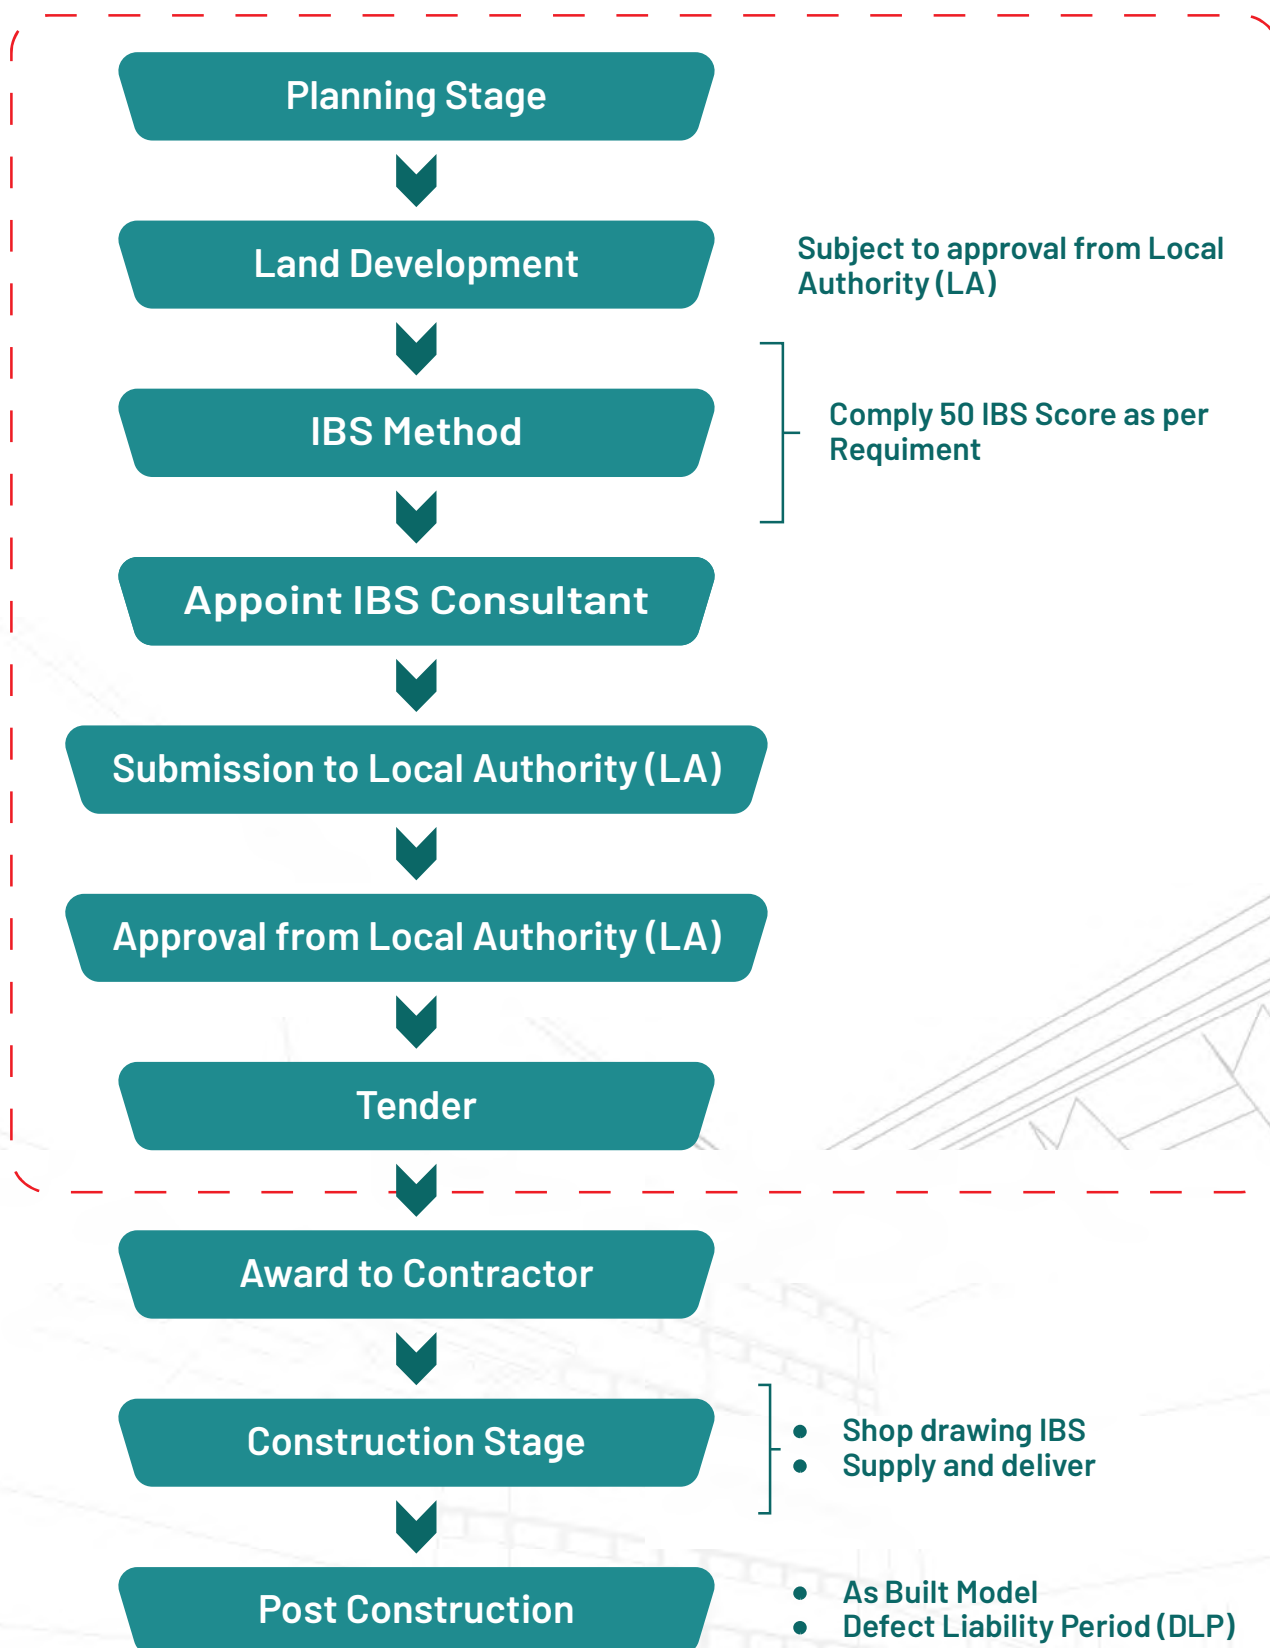 Planning Stage
Land Development
Subject to approval from Local
Authority (LA)
IBS Method
Comply 50 IBS Score as per
Requiment
Appoint IBS Consultant
Submission to Local Authority (LA)
Approval from Local Authority (LA)
Tender
Award to Contractor
Construction Stage
• Shop drawing IBS
• Supply and deliver
Post Construction
• As Built Model
• Defect Liability Period (DLP)